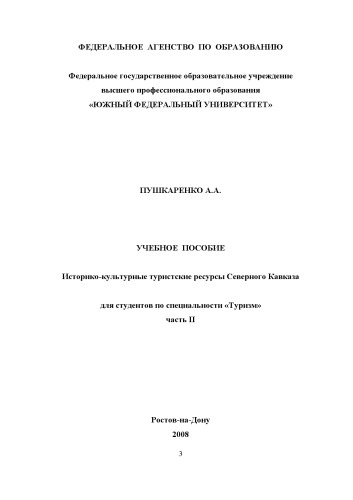 ФЕДЕРАЛЬНОЕ АГЕНСТВО ПО ОБРАЗОВАНИЮ
Федеральное государственное образовательное учреждение
высшего профессионального образования
«ЮЖНЫЙ ФЕДЕРАЛЬНЫЙ УНИВЕРСИТЕТ»
ПУШКАРЕНКО А.А.
УЧЕБНОЕ ПОСОБИЕ
Историко-культурные туристские ресурсы Северного Кавказа
для студентов по специальности «Туризм»
часть II
Ростов-на-Дону
2008
3